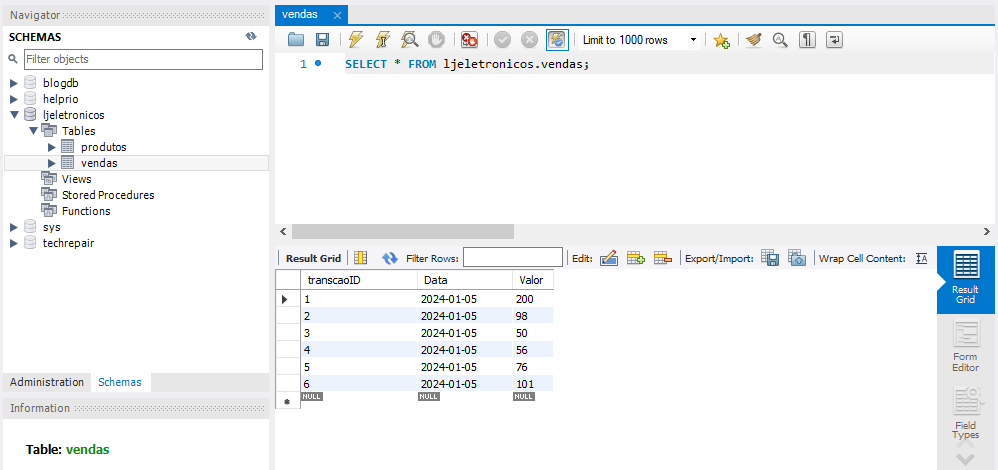 Navigator
SCHEMAS
Filter objects
blogdb
helprio
ljeletronicos
Tables
produtos
vendas
Views
Stored Procedures
Functions
sys
techrepair
Administration Schemas
Information
Table: vendas
vendas
Limit to 1000 rows
1 SELECT * FROM ljeletronicos.vendas;
Result Grid Filter Rows: Edit: Export/Import: Wrap Cell Content:
transcaoID Data Valor
1 2024-01-05 200
2 2024-01-05 98
3 2024-01-05 50
4 2024-01-05 56
5 2024-01-05 76
6 2024-01-05 101
NULL NULL NULL
Result
Grid
Form
Editor
Field
Types